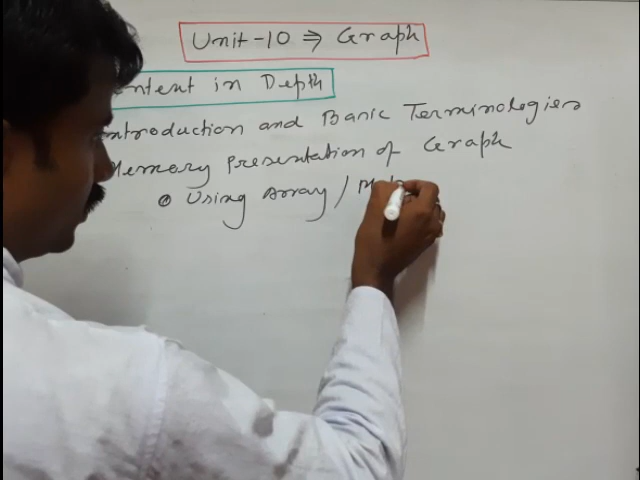 Unit-10 ⇒ Graph
ontent in Depth
ntroduction and Basic Terminologies
Memory Presentation of Graph
Using Array /